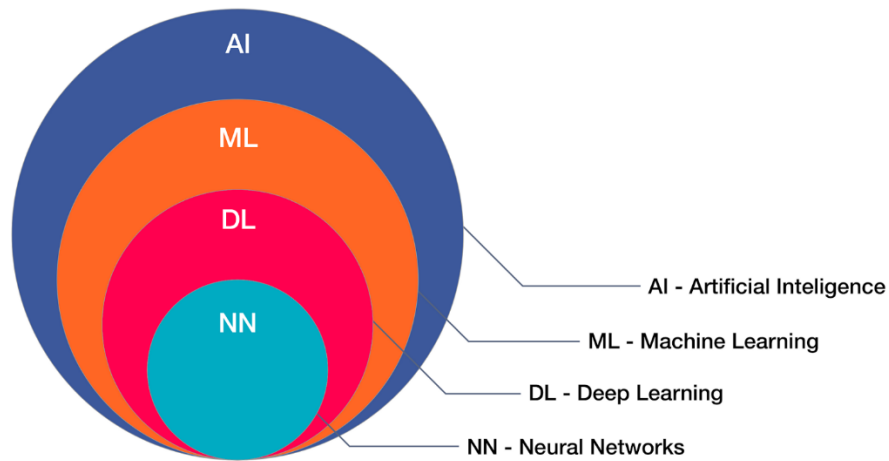 AI
ML
DL
NN
AI - Artificial Inteligence
ML - Machine Learning
DL - Deep Learning
NN - Neural Networks